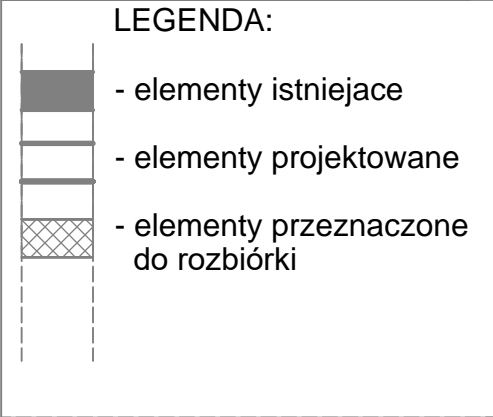 LEGENDA:
- elementy istniejace
- elementy projektowane
- elementy przeznaczone
do rozbiórki